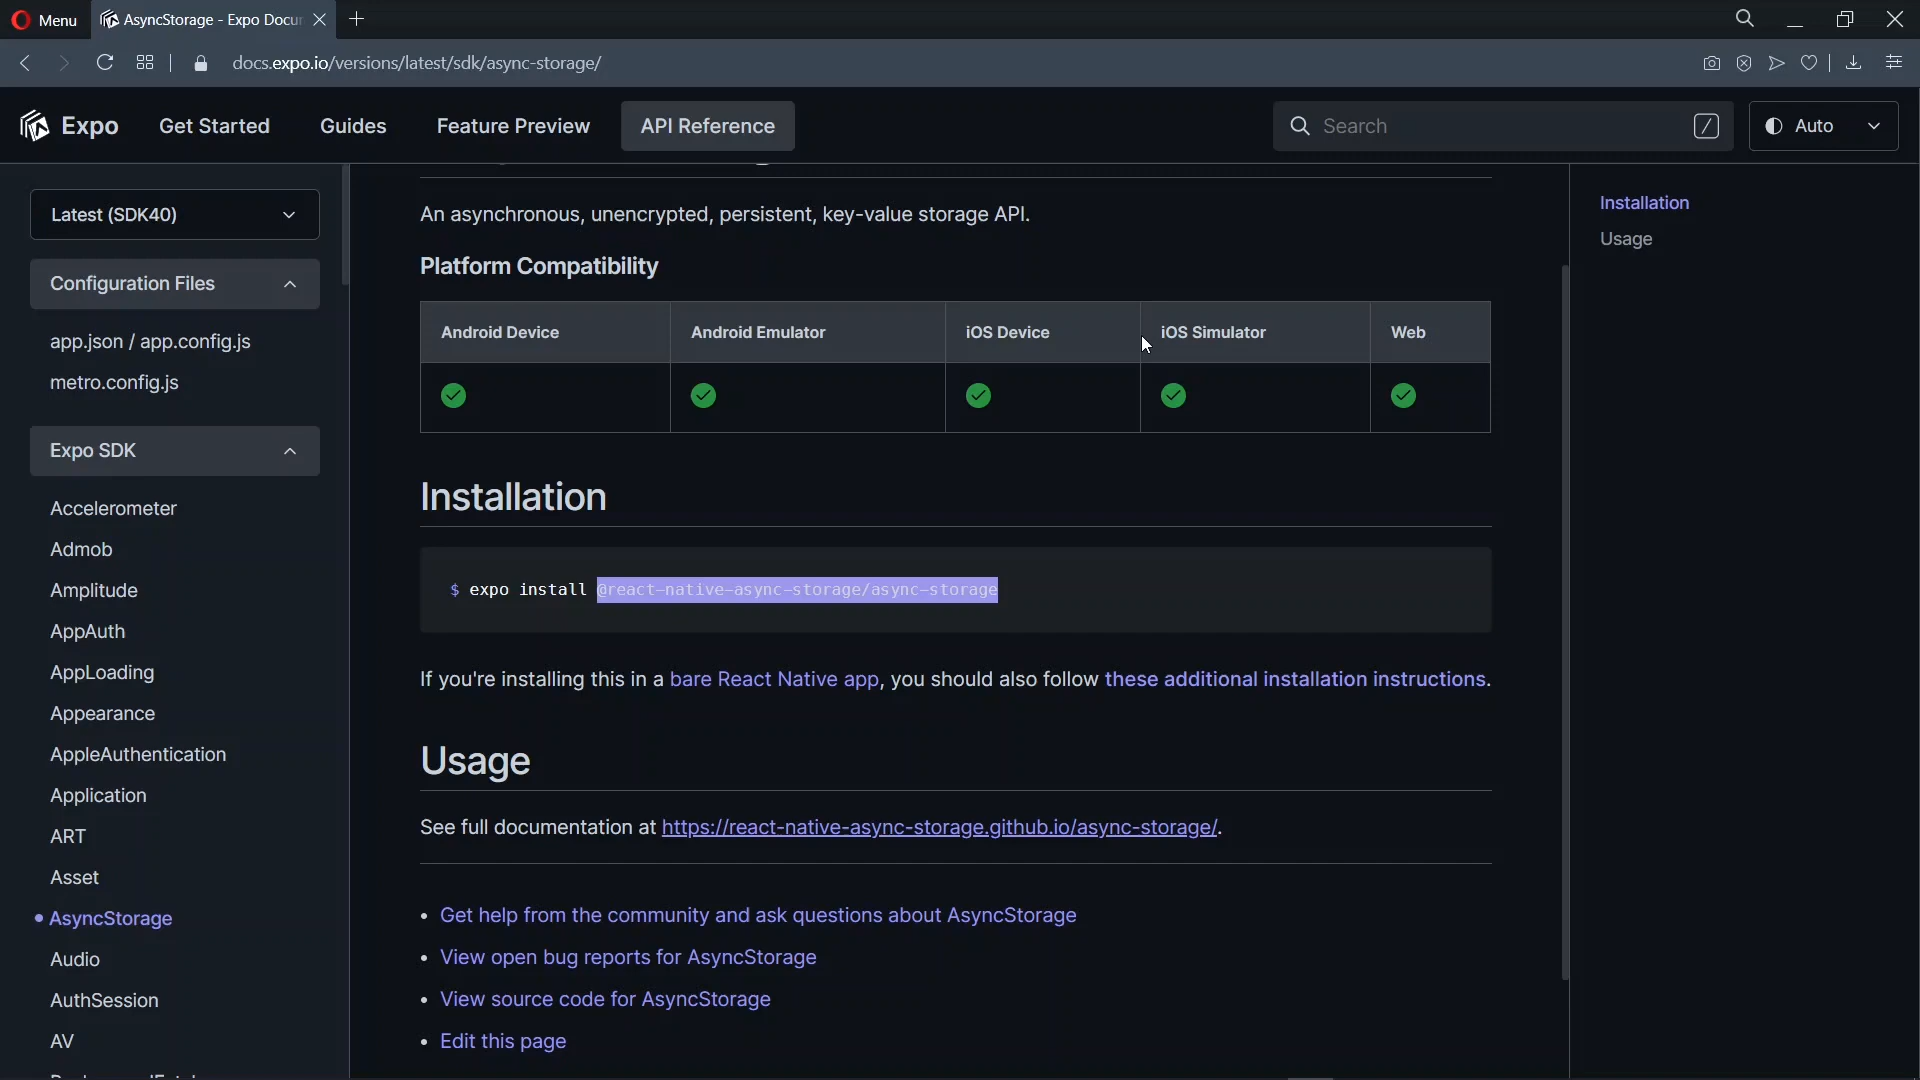 Menu
AsyncStorage - Expo Docu
docs.expo.io/versions/latest/sdk/async-storage/
Expo
Get Started
Guides
Feature Preview
API Reference
Search
/
Auto
Latest (SDK40)
Configuration Files
app.json / app.config.js
metro.config.js
Expo SDK
Accelerometer
Admob
Amplitude
AppAuth
AppLoading
Appearance
AppleAuthentication
Application
ART
Asset
AsyncStorage
Audio
AuthSession
AV
An asynchronous, unencrypted, persistent, key-value storage API.
Platform Compatibility
Android Device
Android Emulator
iOS Device
iOS Simulator
Web
Installation
$ expo install @react-native-async-storage/async-storage
If you're installing this in a bare React Native app, you should also follow these additional installation instructions.
Usage
See full documentation at https://react-native-async-storage.github.io/async-storage/.
• Get help from the community and ask questions about AsyncStorage
• View open bug reports for AsyncStorage
• View source code for AsyncStorage
• Edit this page
Installation
Usage